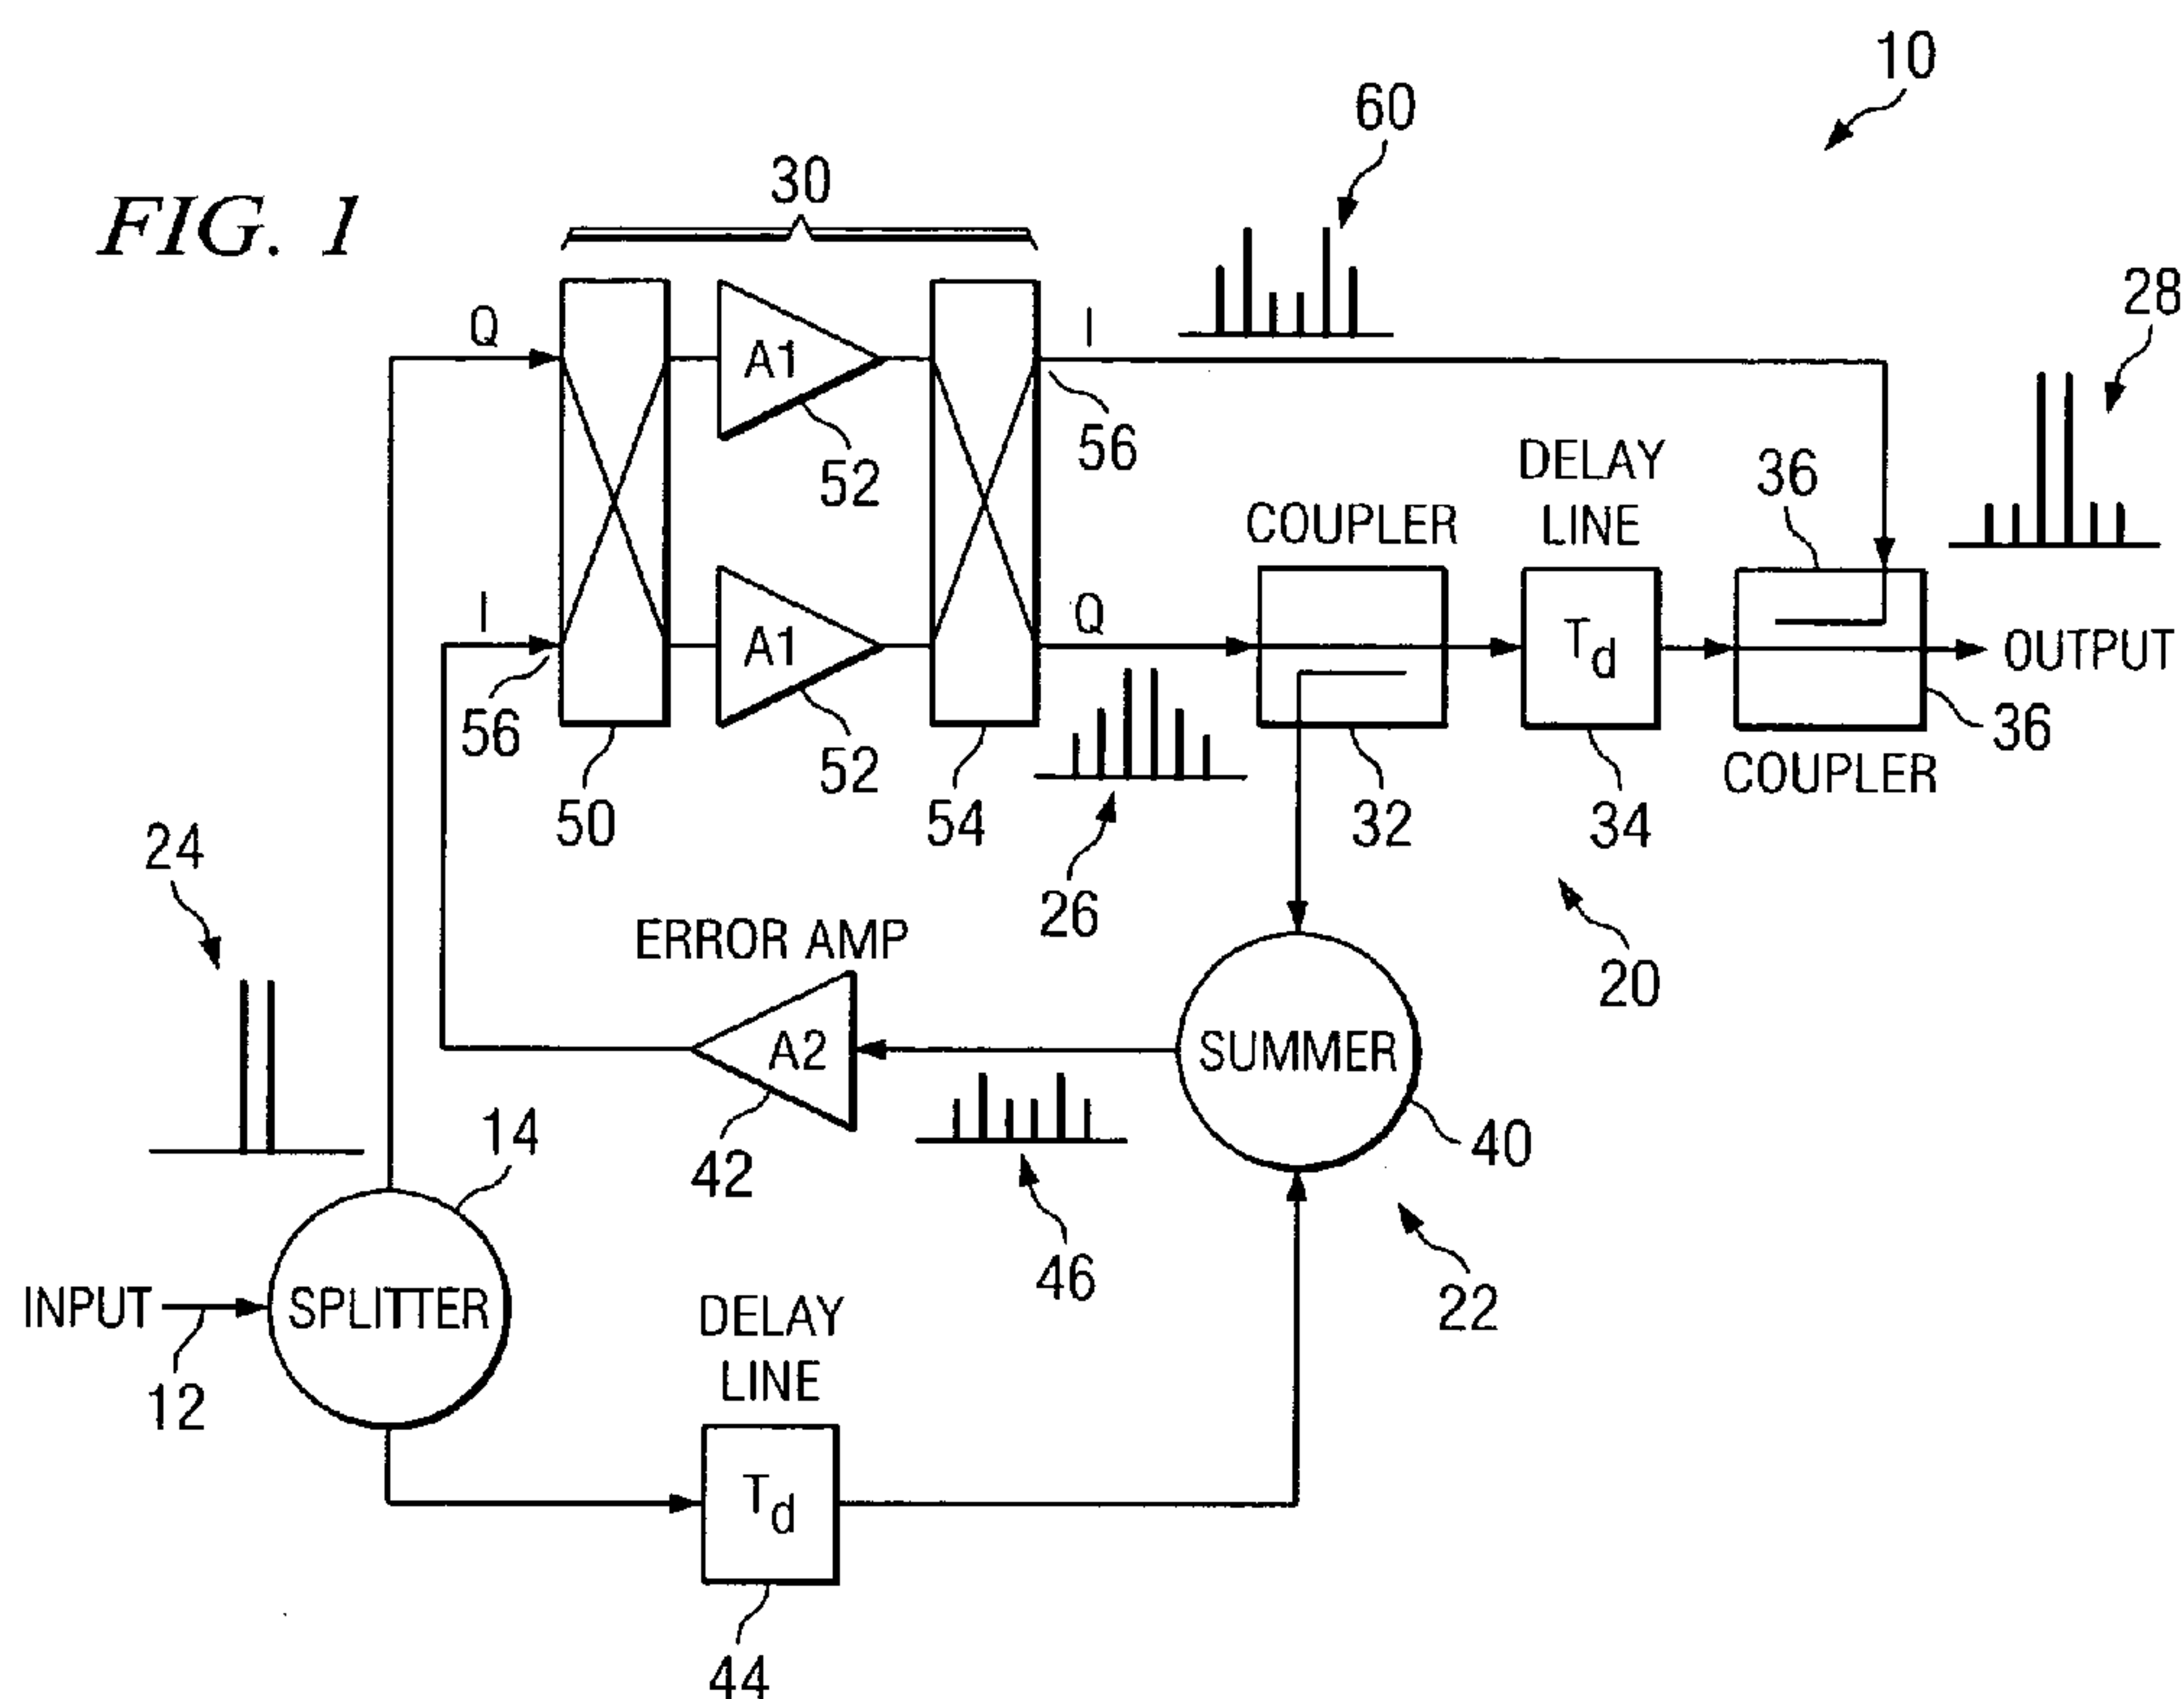 10
60
30
FIG. 1
28
Q
I
A1
56
52
DELAY
LINE
36
COUPLER
I
Q
A1
Td
OUTPUT
56
36
52
COUPLER
50
54
32
34
24
26
ERROR AMP
20
A2
SUMMER
14
42
40
46
22
INPUT
SPLITTER
DELAY
LINE
12
Td
44